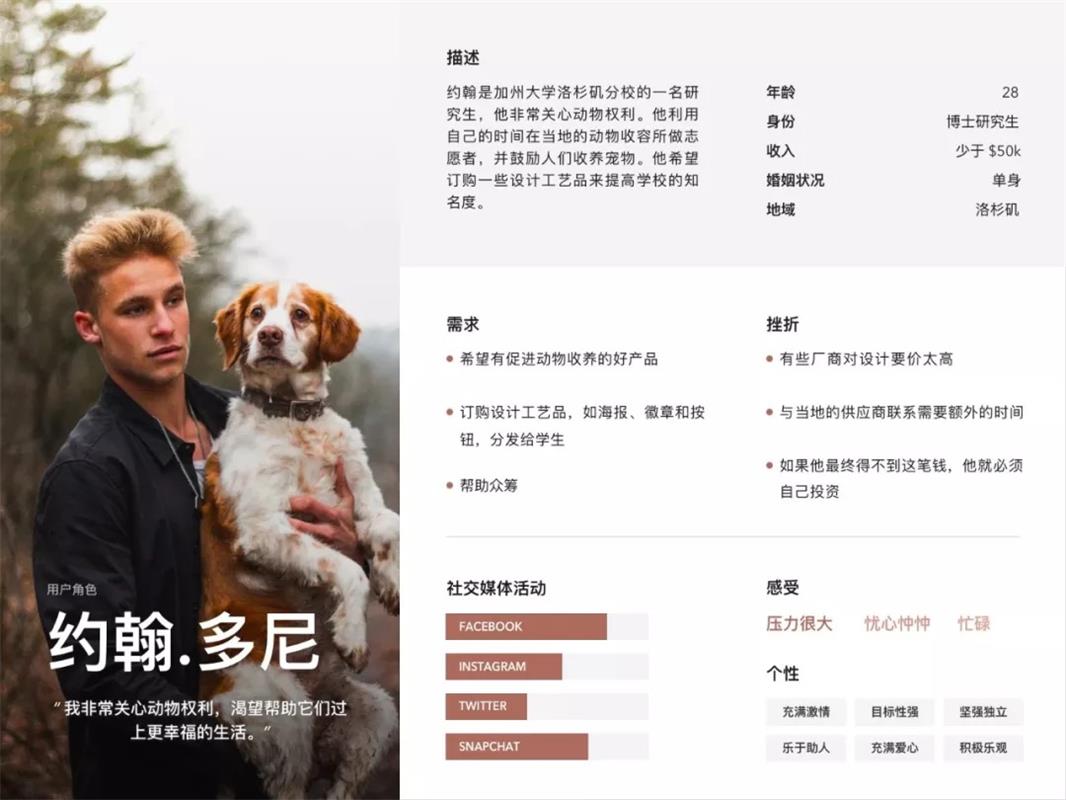 用户角色
约翰.多尼
"我非常关心动物权利，渴望帮助它们过
上更幸福的生活。"
描述
约翰是加州大学洛杉矶分校的一名研
究生，他非常关心动物权利。他利用
自己的时间在当地的动物收容所做志
愿者，并鼓励人们收养宠物。他希望
订购一些设计工艺品来提高学校的知
名度。
年龄 28
身份 博士研究生
收入 少于 $50k
婚姻状况 单身
地域 洛杉矶
需求
希望有促进动物收养的好产品
订购设计工艺品，如海报、徽章和按
钮，分发给学生
帮助众筹
挫折
有些厂商对设计要价太高
与当地的供应商联系需要额外的时间
如果他最终得不到这笔钱，他就必须
自己投资
社交媒体活动
FACEBOOK
INSTAGRAM
TWITTER
SNAPCHAT
感受
压力很大 忧心忡忡 忙碌
个性
充满激情 目标性强 坚强独立
乐于助人 充满爱心 积极乐观